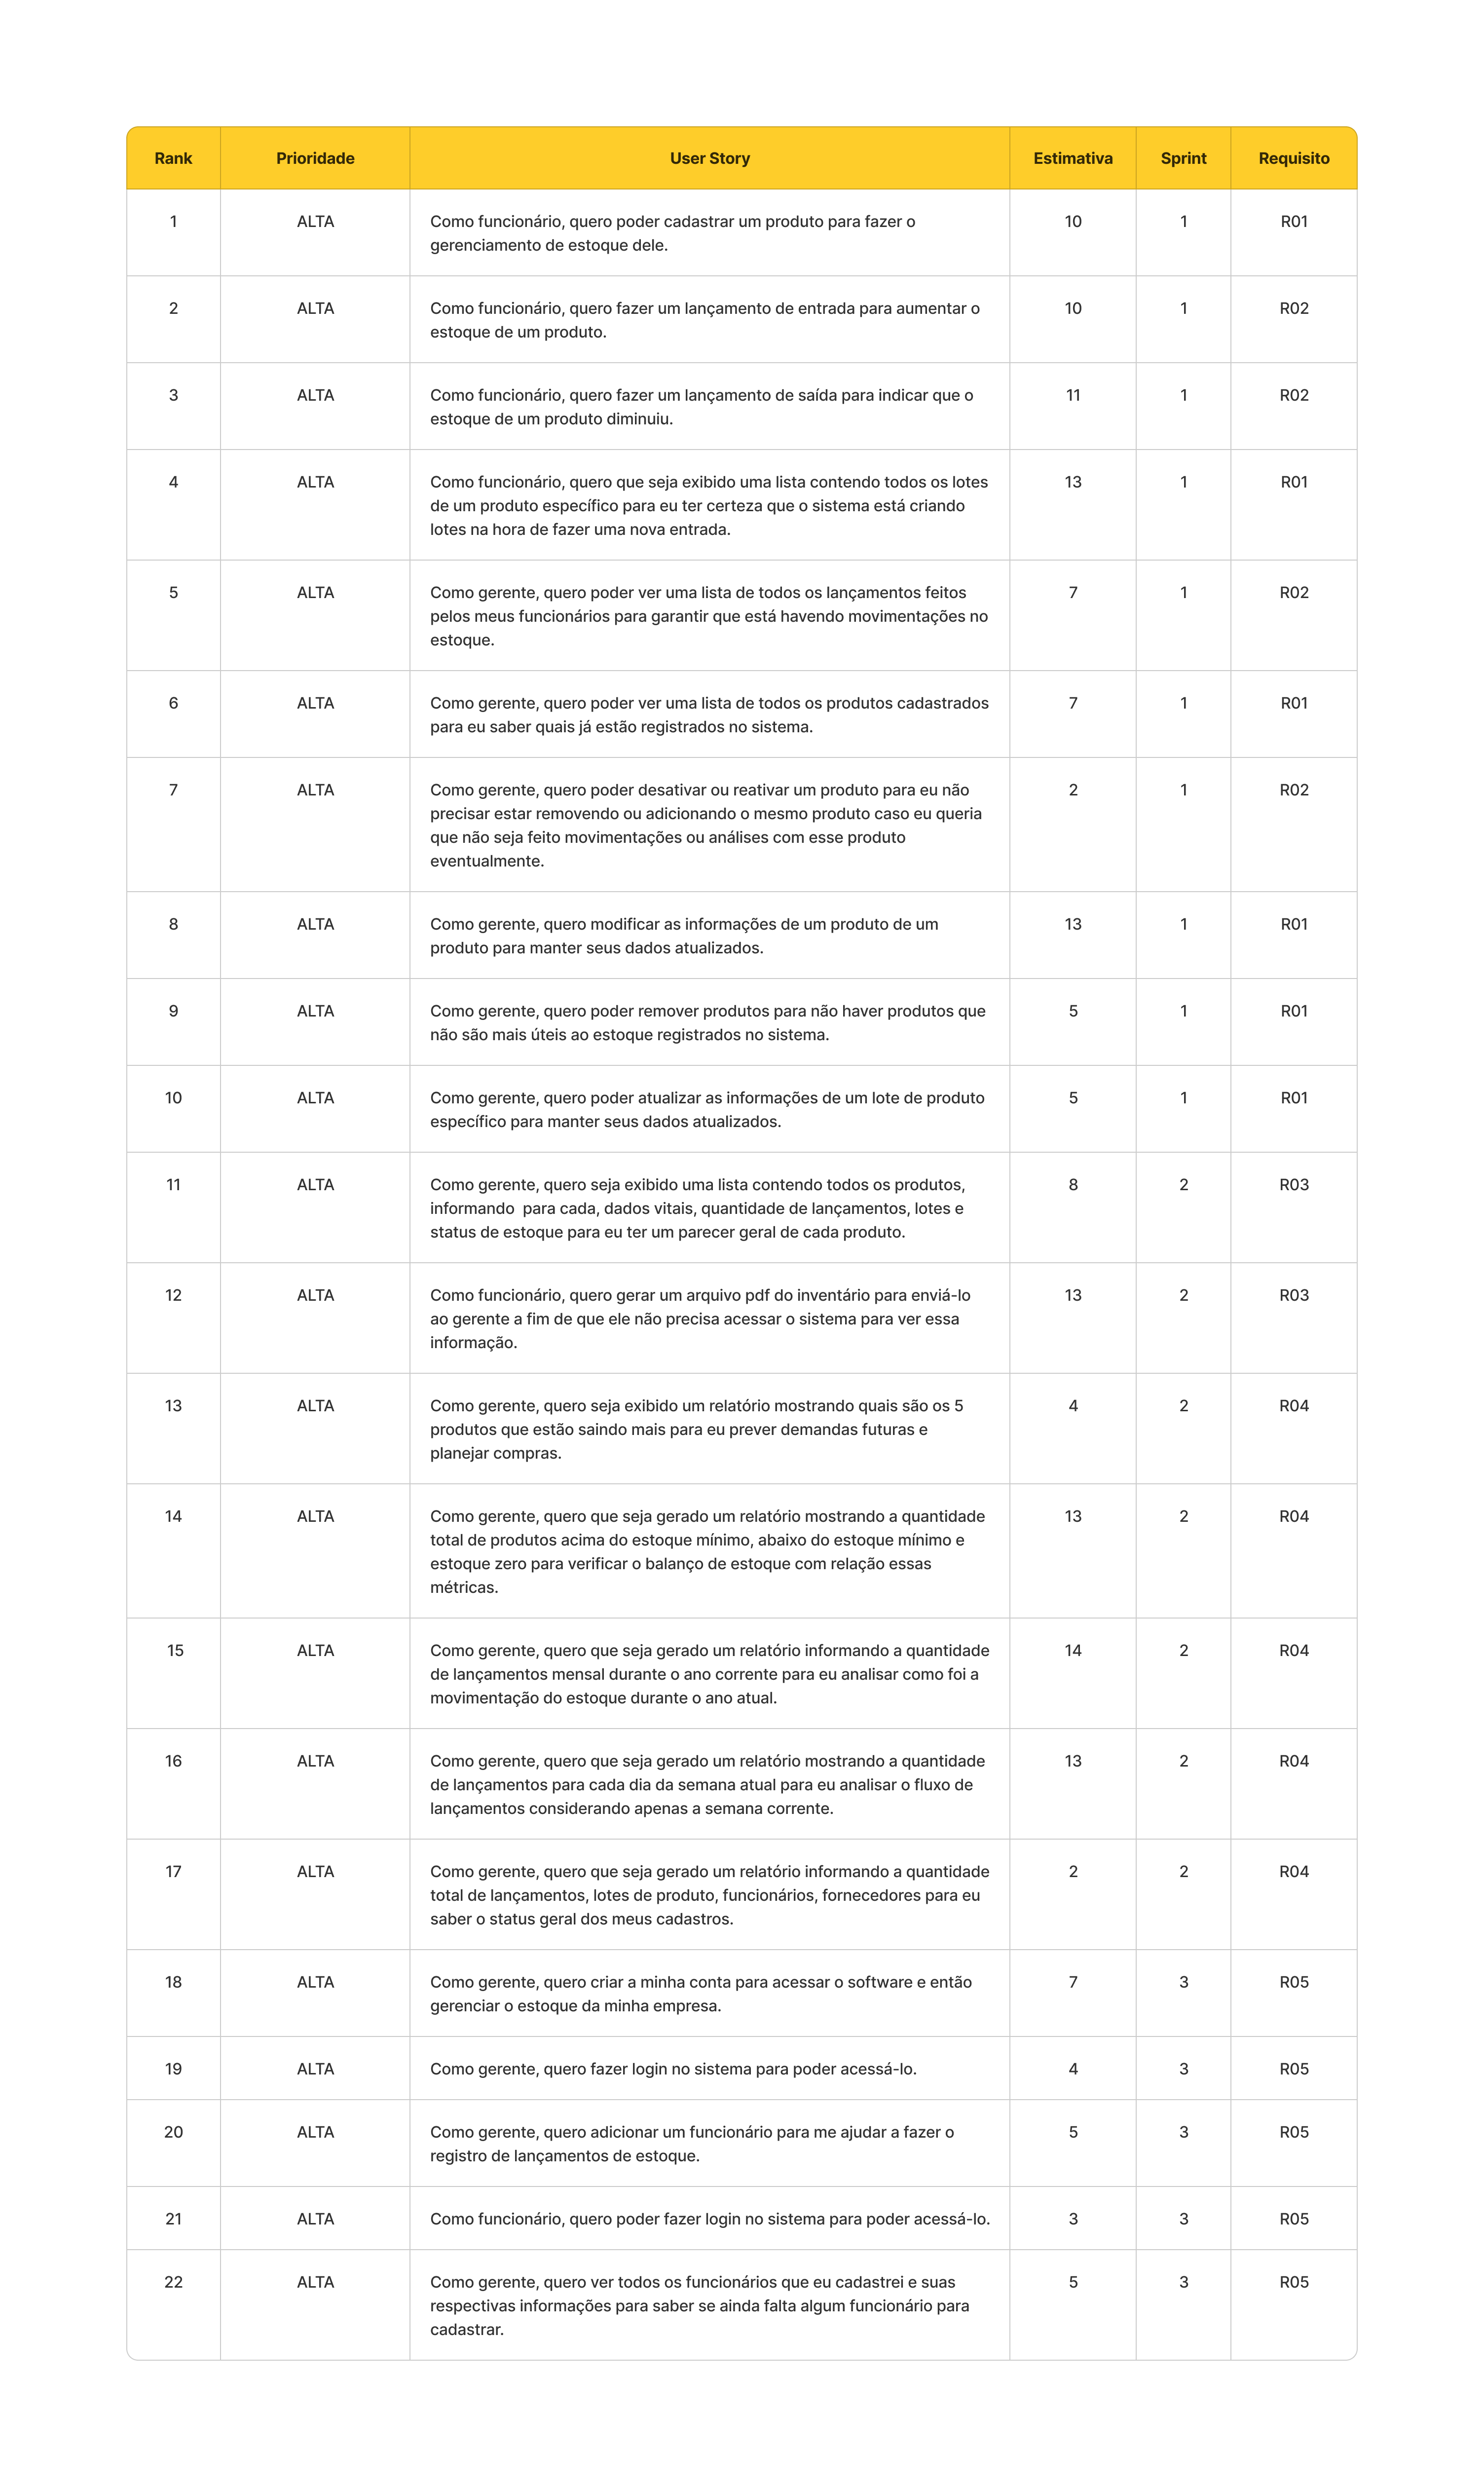 Rank Prioridade User Story Estimativa Sprint Requisito
1 ALTA Como funcionário, quero poder cadastrar um produto para fazer o 10 1 R01
gerenciamento de estoque dele.
2 ALTA Como funcionário, quero fazer um lançamento de entrada para aumentar o 10 1 R02
estoque de um produto.
3 ALTA Como funcionário, quero fazer um lançamento de saída para indicar que o 11 1 R02
estoque de um produto diminuiu.
4 ALTA Como funcionário, quero que seja exibido uma lista contendo todos os lotes 13 1 R01
de um produto específico para eu ter certeza que o sistema está criando
lotes na hora de fazer uma nova entrada.
5 ALTA Como gerente, quero poder ver uma lista de todos os lançamentos feitos 7 1 R02
pelos meus funcionários para garantir que está havendo movimentações no
estoque.
6 ALTA Como gerente, quero poder ver uma lista de todos os produtos cadastrados 7 1 R01
para eu saber quais já estão registrados no sistema.
7 ALTA Como gerente, quero poder desativar ou reativar um produto para eu não 2 1 R02
precisar estar removendo ou adicionando o mesmo produto caso eu queria
que não seja feito movimentações ou análises com esse produto
eventualmente.
8 ALTA Como gerente, quero modificar as informações de um produto de um 13 1 R01
produto para manter seus dados atualizados.
9 ALTA Como gerente, quero poder remover produtos para não haver produtos que 5 1 R01
não são mais úteis ao estoque registrados no sistema.
10 ALTA Como gerente, quero poder atualizar as informações de um lote de produto 5 1 R01
específico para manter seus dados atualizados.
11 ALTA Como gerente, quero seja exibido uma lista contendo todos os produtos, 8 2 R03
informando  para cada, dados vitais, quantidade de lançamentos, lotes e
status de estoque para eu ter um parecer geral de cada produto.
12 ALTA Como funcionário, quero gerar um arquivo pdf do inventário para enviá-lo 13 2 R03
ao gerente a fim de que ele não precisa acessar o sistema para ver essa
informação.
13 ALTA Como gerente, quero seja exibido um relatório mostrando quais são os 5 4 2 R04
produtos que estão saindo mais para eu prever demandas futuras e
planejar compras.
14 ALTA Como gerente, quero que seja gerado um relatório mostrando a quantidade 13 2 R04
total de produtos acima do estoque mínimo, abaixo do estoque mínimo e
estoque zero para verificar o balanço de estoque com relação essas
métricas.
15 ALTA Como gerente, quero que seja gerado um relatório informando a quantidade 14 2 R04
de lançamentos mensal durante o ano corrente para eu analisar como foi a
movimentação do estoque durante o ano atual.
16 ALTA Como gerente, quero que seja gerado um relatório mostrando a quantidade 13 2 R04
de lançamentos para cada dia da semana atual para eu analisar o fluxo de
lançamentos considerando apenas a semana corrente.
17 ALTA Como gerente, quero que seja gerado um relatório informando a quantidade 2 2 R04
total de lançamentos, lotes de produto, funcionários, fornecedores para eu
saber o status geral dos meus cadastros.
18 ALTA Como gerente, quero criar a minha conta para acessar o software e então 7 3 R05
gerenciar o estoque da minha empresa.
19 ALTA Como gerente, quero fazer login no sistema para poder acessá-lo. 4 3 R05
20 ALTA Como gerente, quero adicionar um funcionário para me ajudar a fazer o 5 3 R05
registro de lançamentos de estoque.
21 ALTA Como funcionário, quero poder fazer login no sistema para poder acessá-lo. 3 3 R05
22 ALTA Como gerente, quero ver todos os funcionários que eu cadastrei e suas 5 3 R05
respectivas informações para saber se ainda falta algum funcionário para
cadastrar.